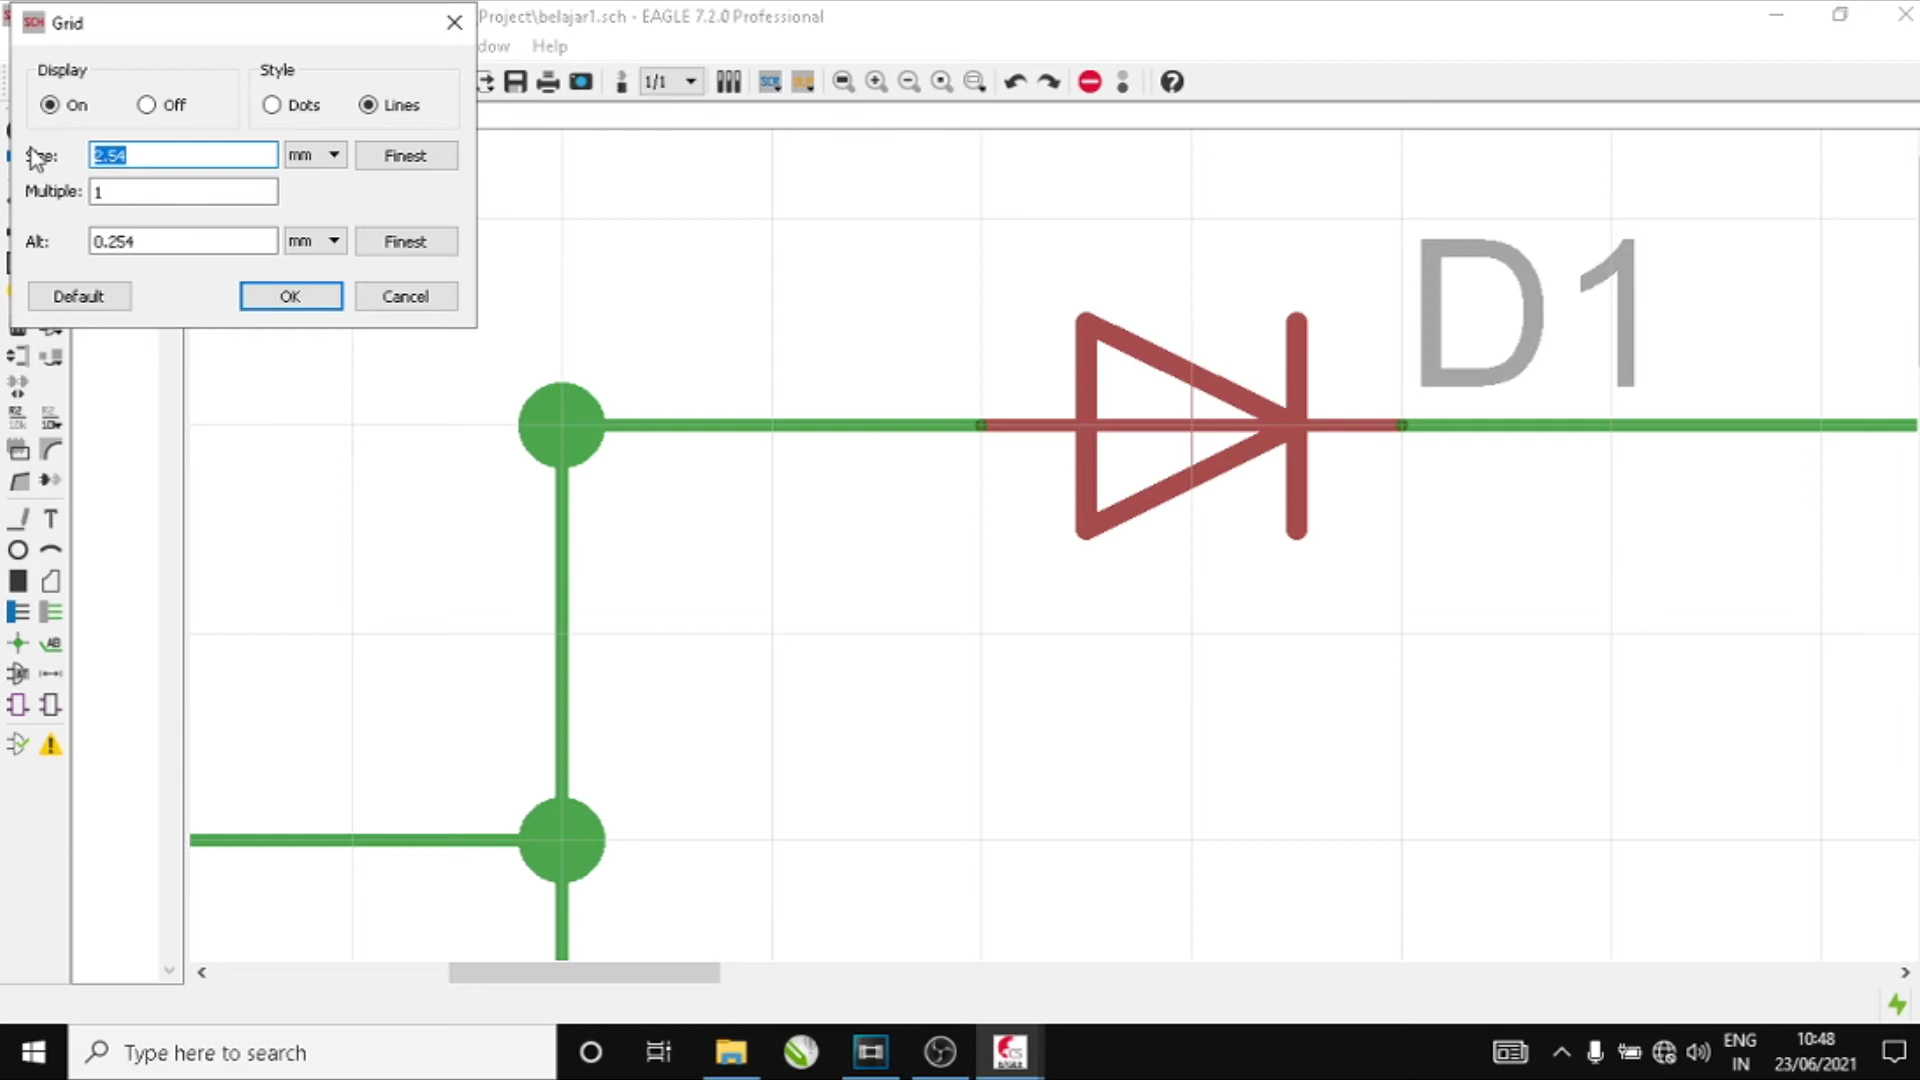 SCH Grid
Project\belajar1.sch - EAGLE 7.2.0 Professional
dow Help
Display
On Off
Style
Dots Lines
1/1
2.54 mm Finest
Multiple: 1
Alt: 0.254 mm Finest
Default OK Cancel
D1
Type here to search
ENG
IN
10:48
23/06/2021